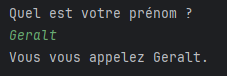 Quel est votre prénom ?
Geralt
Vous vous appelez Geralt.